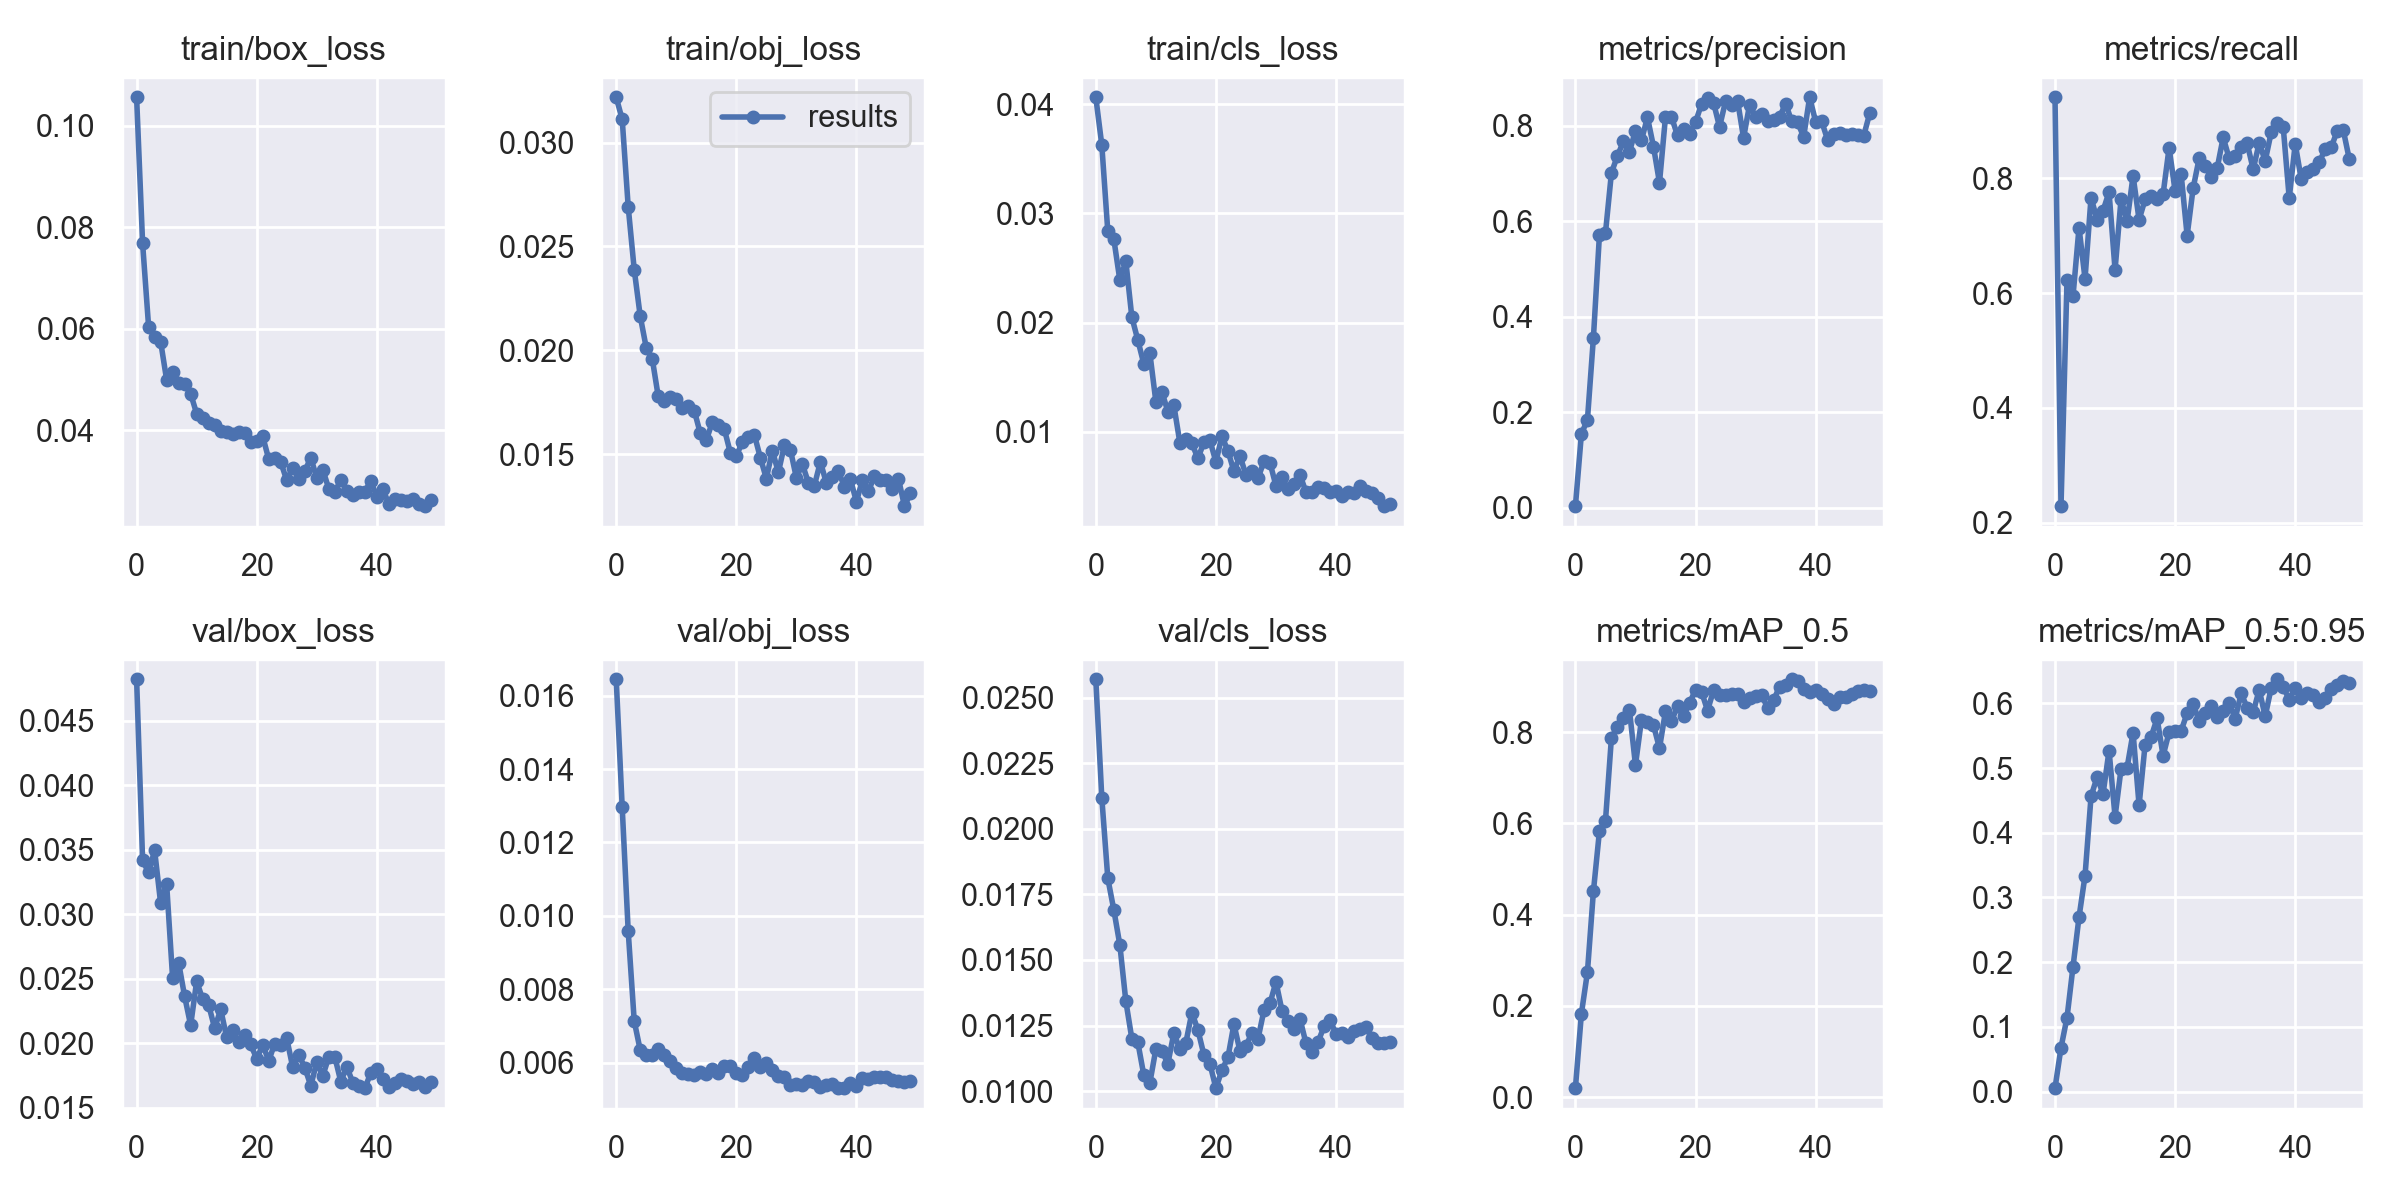 train/box_loss
0.10
0.08
0.06
0.04
0 20 40
train/obj_loss
results
0.030
0.025
0.020
0.015
0 20 40
train/cls_loss
0.04
0.03
0.02
0.01
0 20 40
metrics/precision
0.8
0.6
0.4
0.2
0.0
0 20 40
metrics/recall
0.8
0.6
0.4
0.2
0 20 40
val/box_loss
0.045
0.040
0.035
0.030
0.025
0.020
0.015
0 20 40
val/obj_loss
0.016
0.014
0.012
0.010
0.008
0.006
0 20 40
val/cls_loss
0.0250
0.0225
0.0200
0.0175
0.0150
0.0125
0.0100
0 20 40
metrics/mAP_0.5
0.8
0.6
0.4
0.2
0.0
0 20 40
metrics/mAP_0.5:0.95
0.6
0.5
0.4
0.3
0.2
0.1
0.0
0 20 40